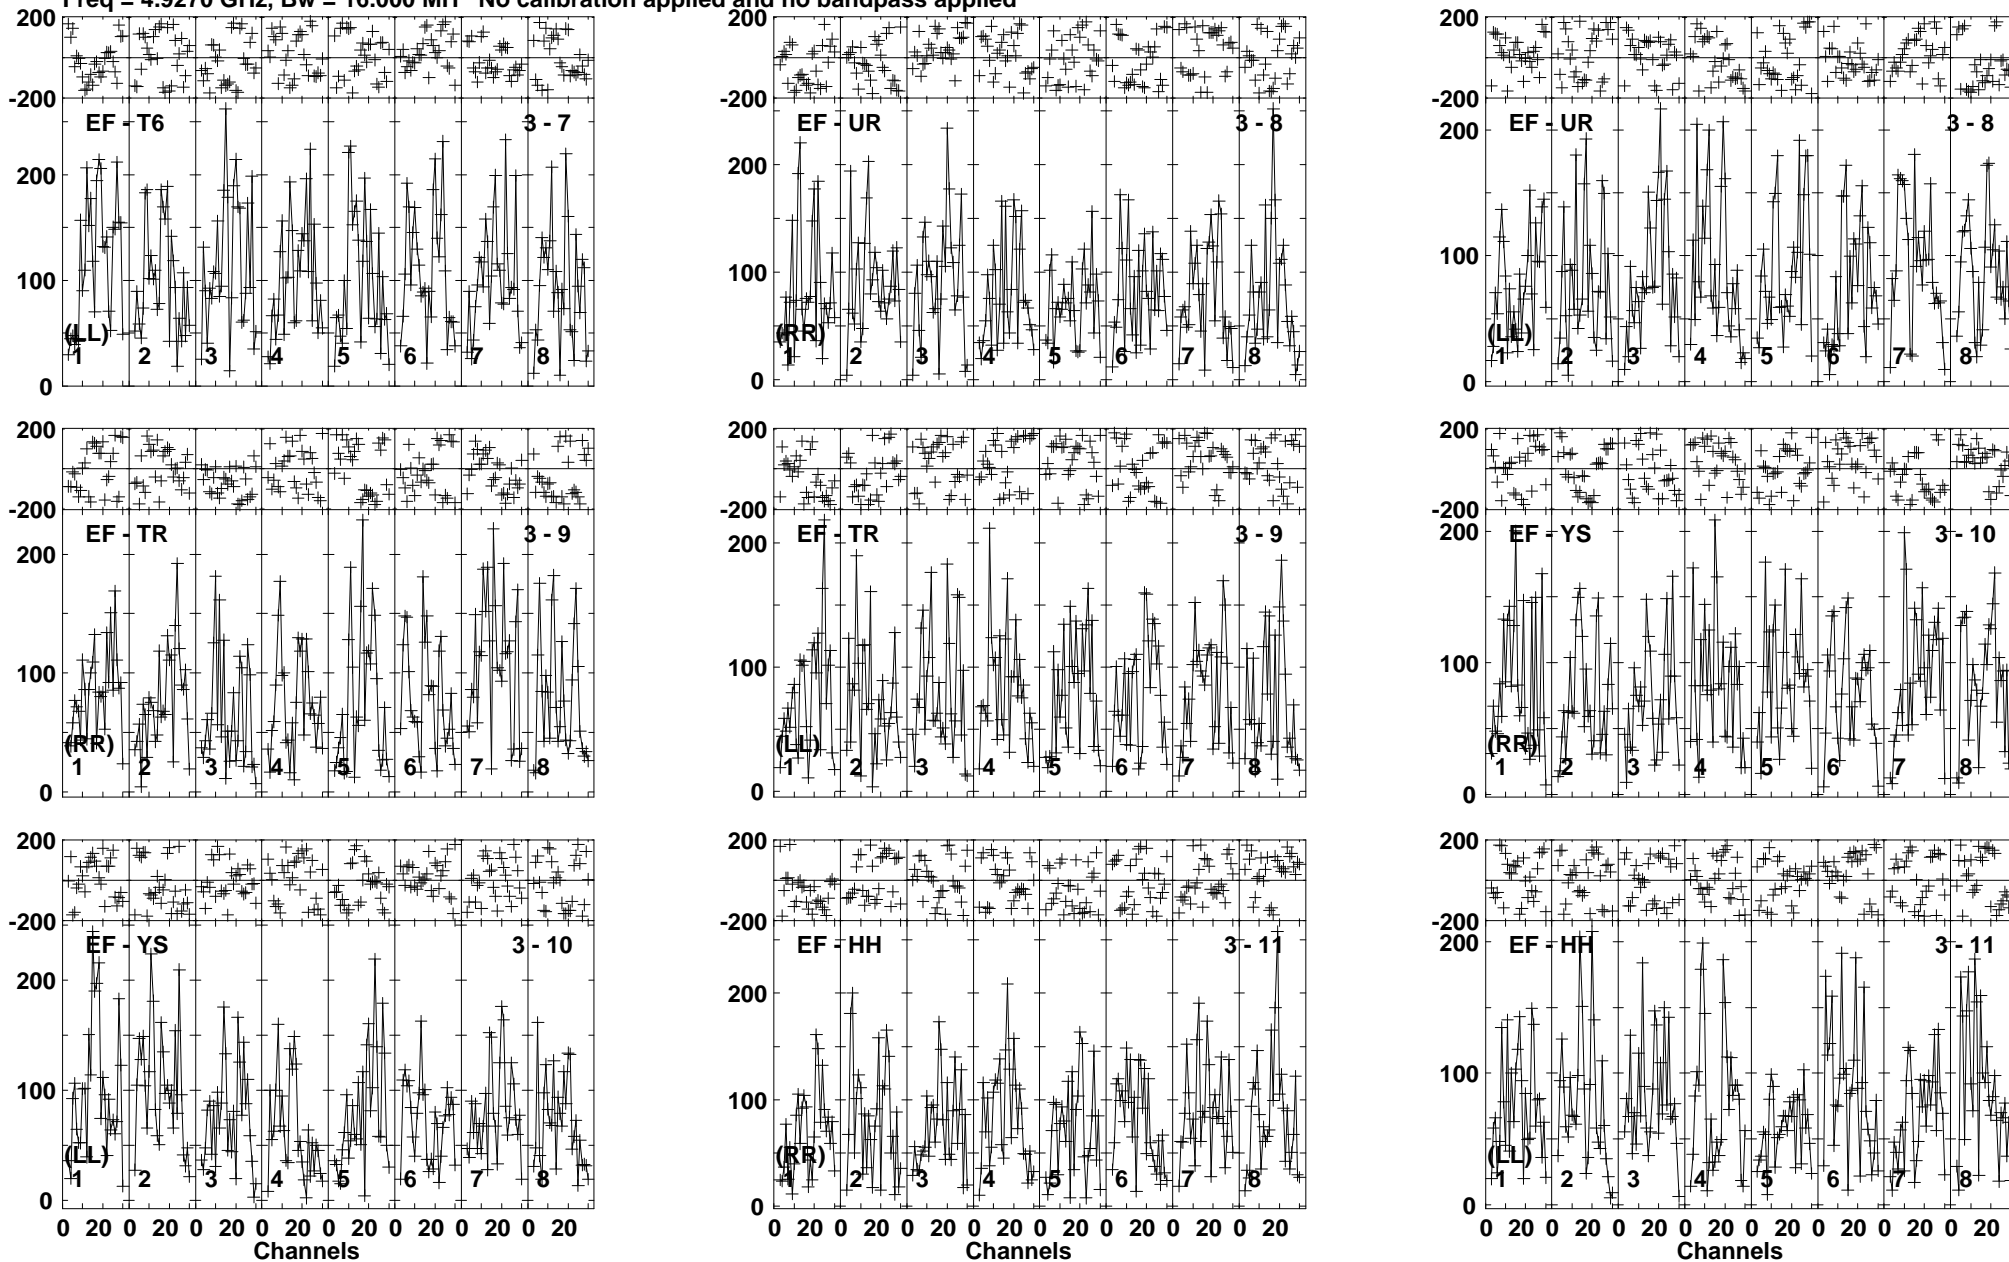 Freq = 4.9270 GHz, Bw = 16.000 MH No calibration applied and no bandpass applied
200 200 200
-200 -200 -200
EF - T6 3 - 7 EF - UR 3 - 8 EF - UR 3 - 8
200 200 200
100 100 100
(LL) (RR) (LL)
1 2 3 4 5 6 7 8 1 2 3 4 5 6 7 8 1 2 3 4 5 6 7 8
0 0 0
200 200 200
-200 -200 -200
EF - TR 3 - 9 EF - TR 3 - 9 EF - YS 3 - 10
200 200 200
100 100 100
(RR) (LL) (RR)
1 2 3 4 5 6 7 8 1 2 3 4 5 6 7 8 1 2 3 4 5 6 7 8
0 0 0
200 200 200
-200 -200 -200
EF - YS 3 - 10 EF - HH 3 - 11 EF - HH 3 - 11
200 200 200
100 100 100
(LL) (RR) (LL)
1 2 3 4 5 6 7 8 1 2 3 4 5 6 7 8 1 2 3 4 5 6 7 8
0 0 0
0 20 0 20 0 20 0 20 0 20 0 20 0 20 0 20 0 20 0 20 0 20 0 20 0 20 0 20 0 20 0 20 0 20 0 20 0 20 0 20 0 20 0 20 0 20 0 20
Channels Channels Channels